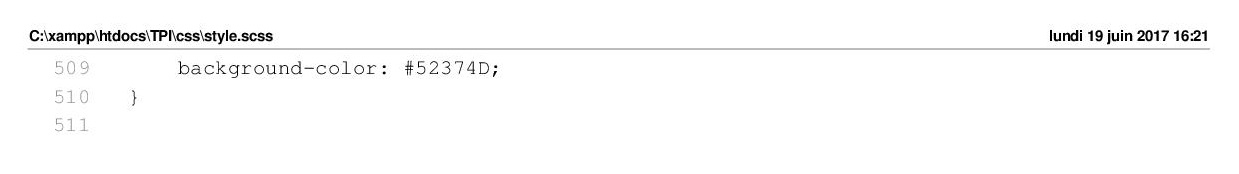 C:\xampp\htdocs\TPI\css\style.scss lundi 19 juin 2017 16:21
509 background-color: #52374D;
510 }
511